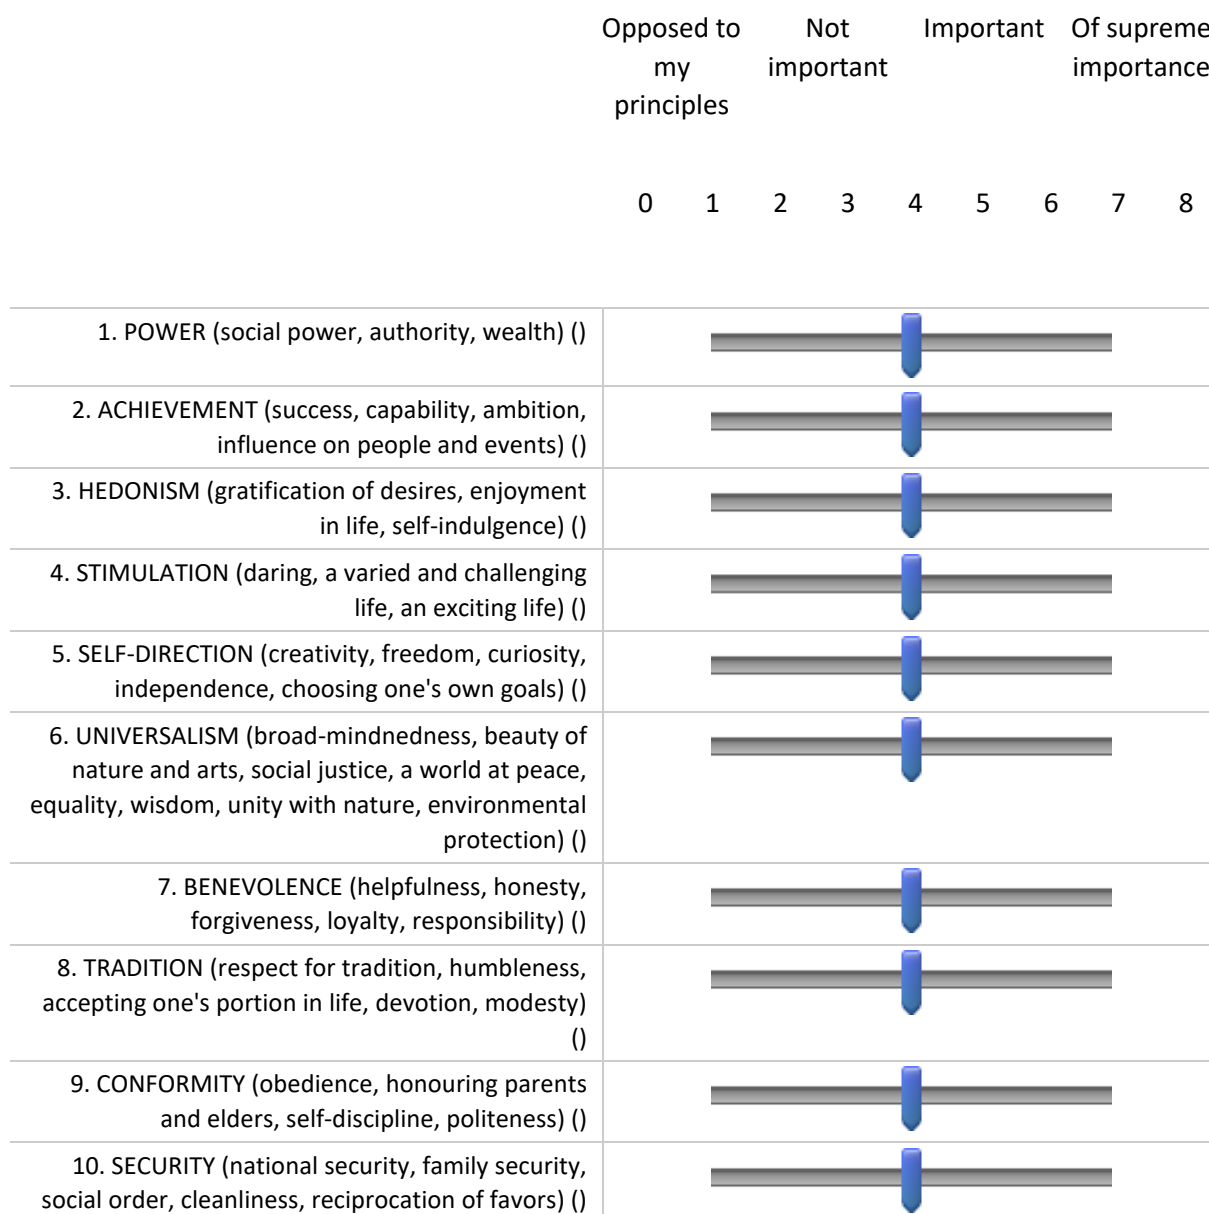 Opposed to my principles
Not important
Important
Of supreme importance
0 1 2 3 4 5 6 7 8
1. POWER (social power, authority, wealth) ()
2. ACHIEVEMENT (success, capability, ambition,
influence on people and events) ()
3. HEDONISM (gratification of desires, enjoyment
in life, self-indulgence) ()
4. STIMULATION (daring, a varied and challenging
life, an exciting life) ()
5. SELF-DIRECTION (creativity, freedom, curiosity,
independence, choosing one's own goals) ()
6. UNIVERSALISM (broad-mindnedness, beauty of
nature and arts, social justice, a world at peace,
equality, wisdom, unity with nature, environmental
protection) ()
7. BENEVOLENCE (helpfulness, honesty,
forgiveness, loyalty, responsibility) ()
8. TRADITION (respect for tradition, humbleness,
accepting one's portion in life, devotion, modesty)
()
9. CONFORMITY (obedience, honouring parents
and elders, self-discipline, politeness) ()
10. SECURITY (national security, family security,
social order, cleanliness, reciprocation of favors) ()